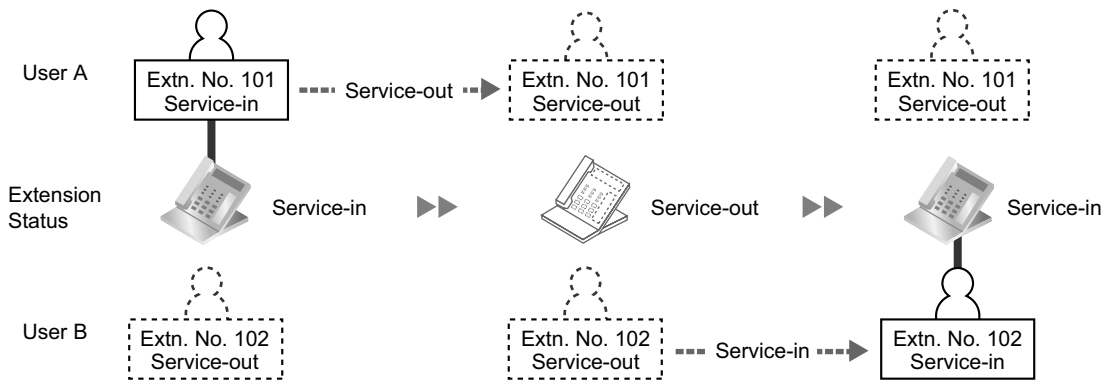 User A
Extn. No. 101
Service-in
Service-out
Extn. No. 101
Service-out
Extn. No. 101
Service-out
Extension
Status
Service-in
Service-out
Service-in
User B
Extn. No. 102
Service-out
Extn. No. 102
Service-out
Service-in
Extn. No. 102
Service-in